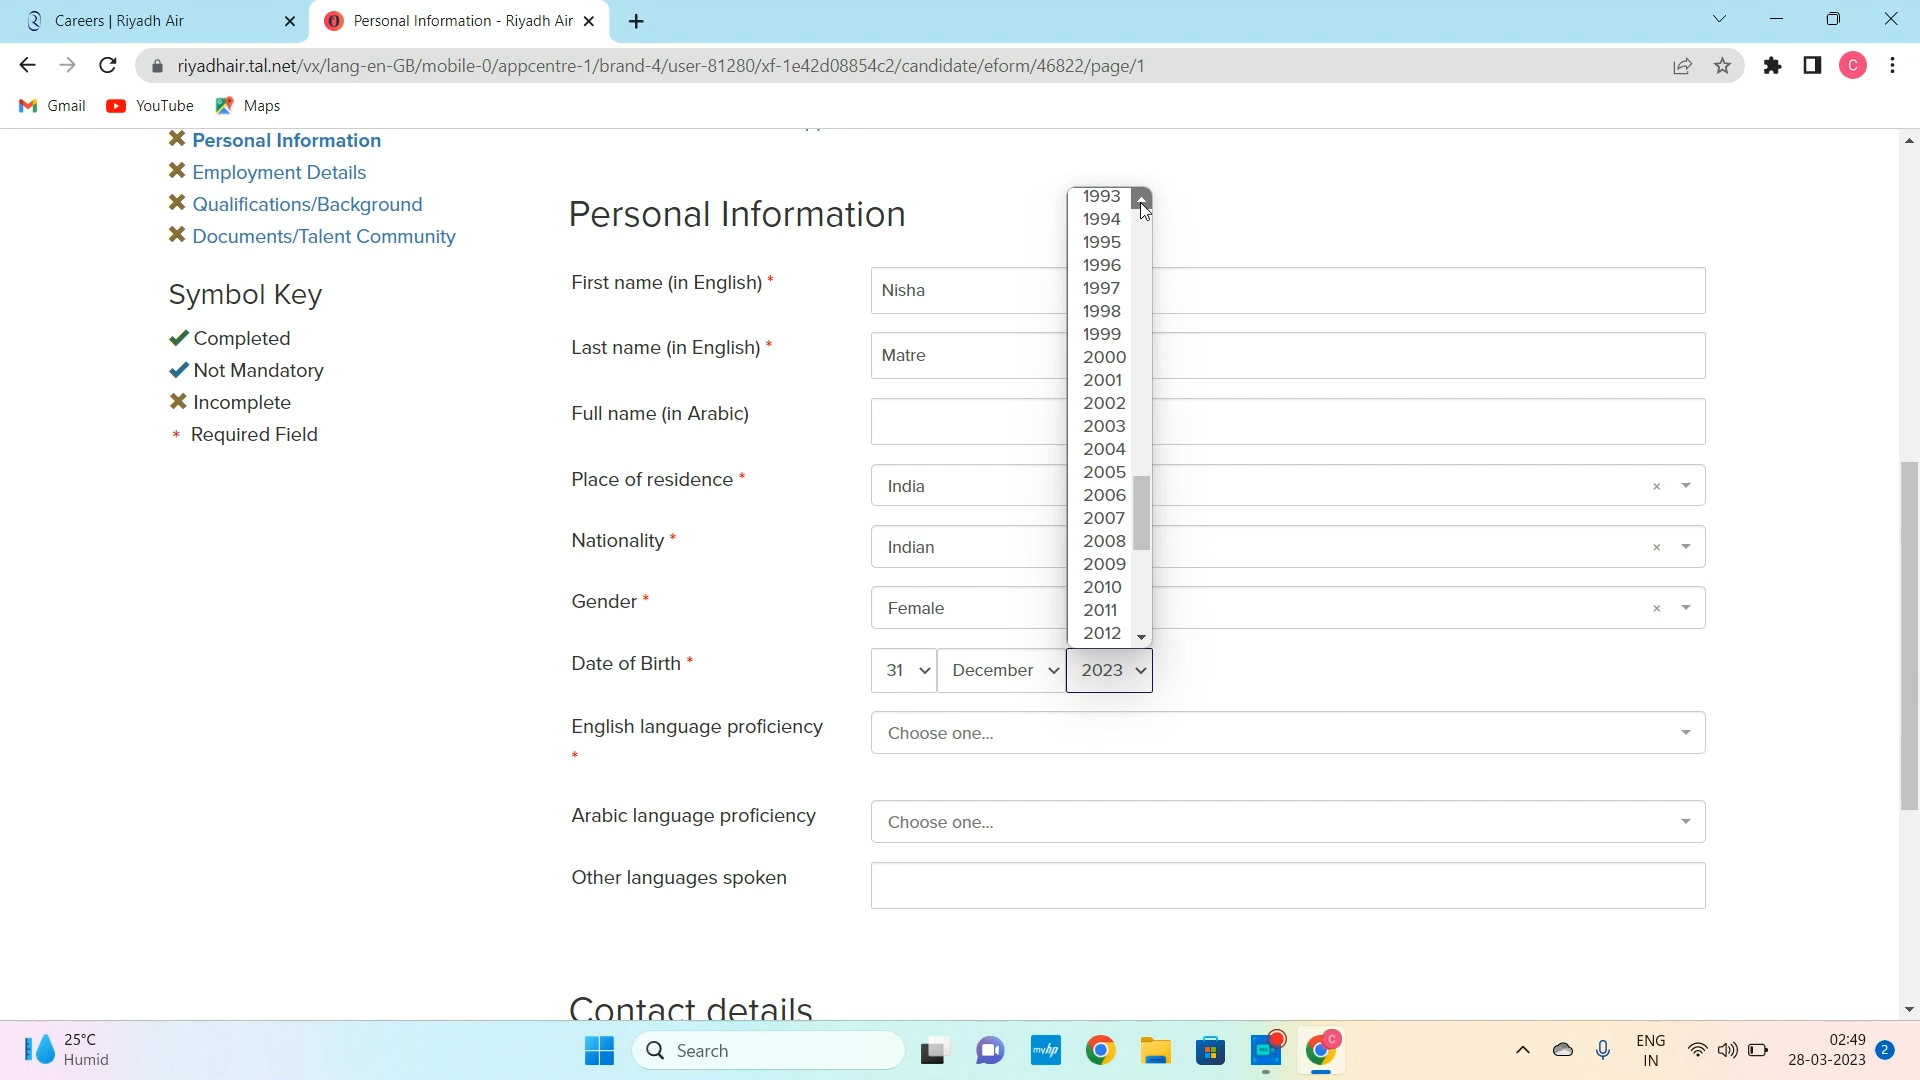 Careers | Riyadh Air
Personal Information - Riyadh Air
riyadhair.tal.net/vx/lang-en-GB/mobile-0/appcentre-1/brand-4/user-81280/xf-1e42d08854c2/candidate/eform/46822/page/1
C
Gmail
YouTube
Maps
Personal Information
Employment Details
Qualifications/Background
Documents/Talent Community
Symbol Key
Completed
Not Mandatory
Incomplete
* Required Field
Personal Information
First name (in English) *
Nisha
Last name (in English) *
Matre
Full name (in Arabic)
Place of residence *
India
Nationality *
Indian
Gender *
Female
Date of Birth *
31
December
2023
1993
1994
1995
1996
1997
1998
1999
2000
2001
2002
2003
2004
2005
2006
2007
2008
2009
2010
2011
2012
English language proficiency
*
Choose one...
Arabic language proficiency
Choose one...
Other languages spoken
Contact details
25°C
Humid
Search
myhp
C
ENG
IN
02:49
28-03-2023
2